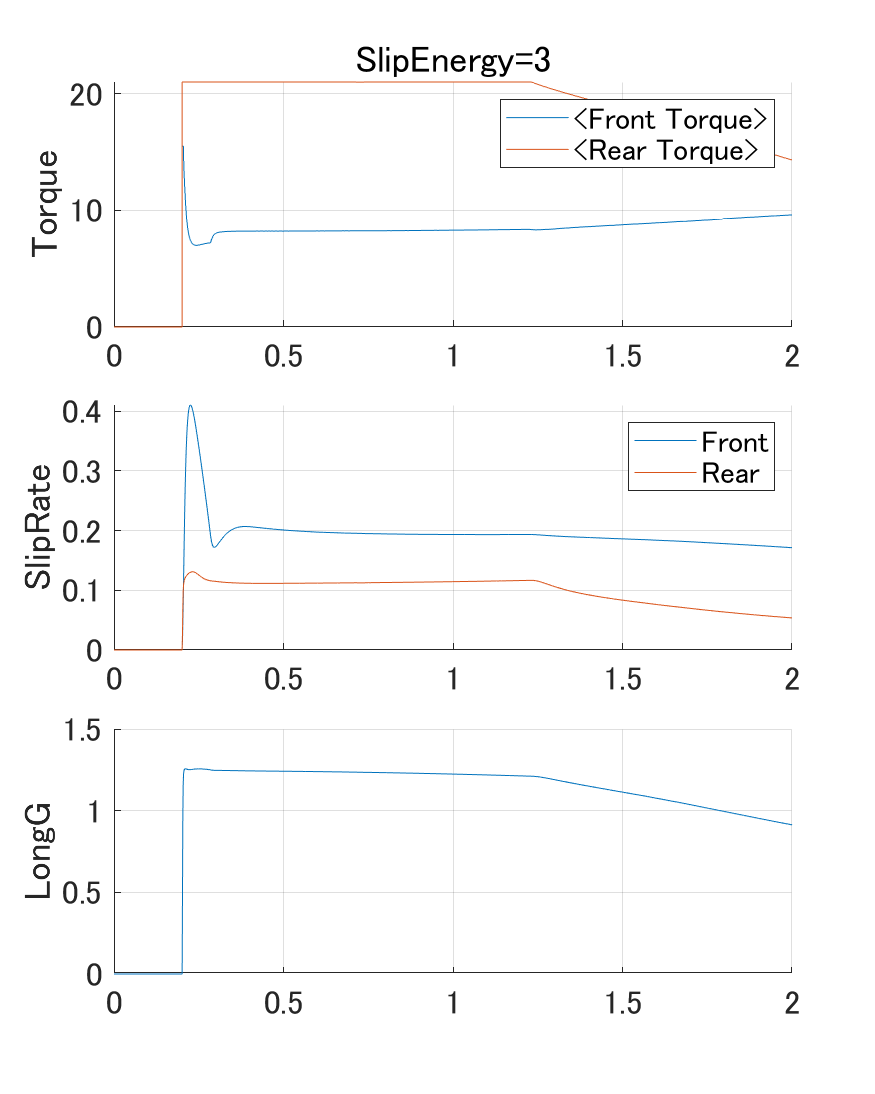 SlipEnergy=3
Torque
20
10
0
<Front Torque>
<Rear Torque>
0 0.5 1 1.5 2
SlipRate
0.4
0.3
0.2
0.1
0
Front
Rear
0 0.5 1 1.5 2
LongG
1.5
1
0.5
0
0 0.5 1 1.5 2